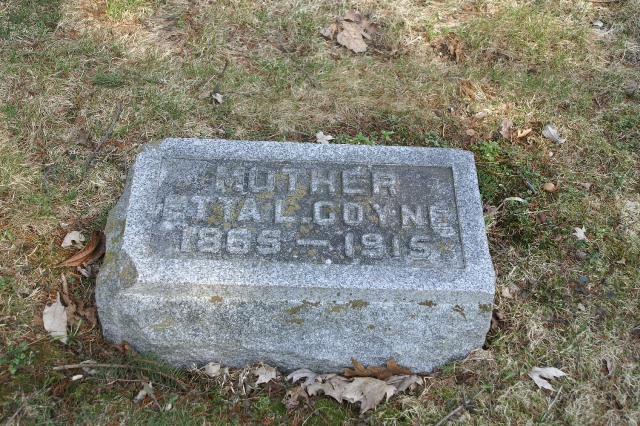 MOTHER
ETTA L. COYNE
1865 — 1915